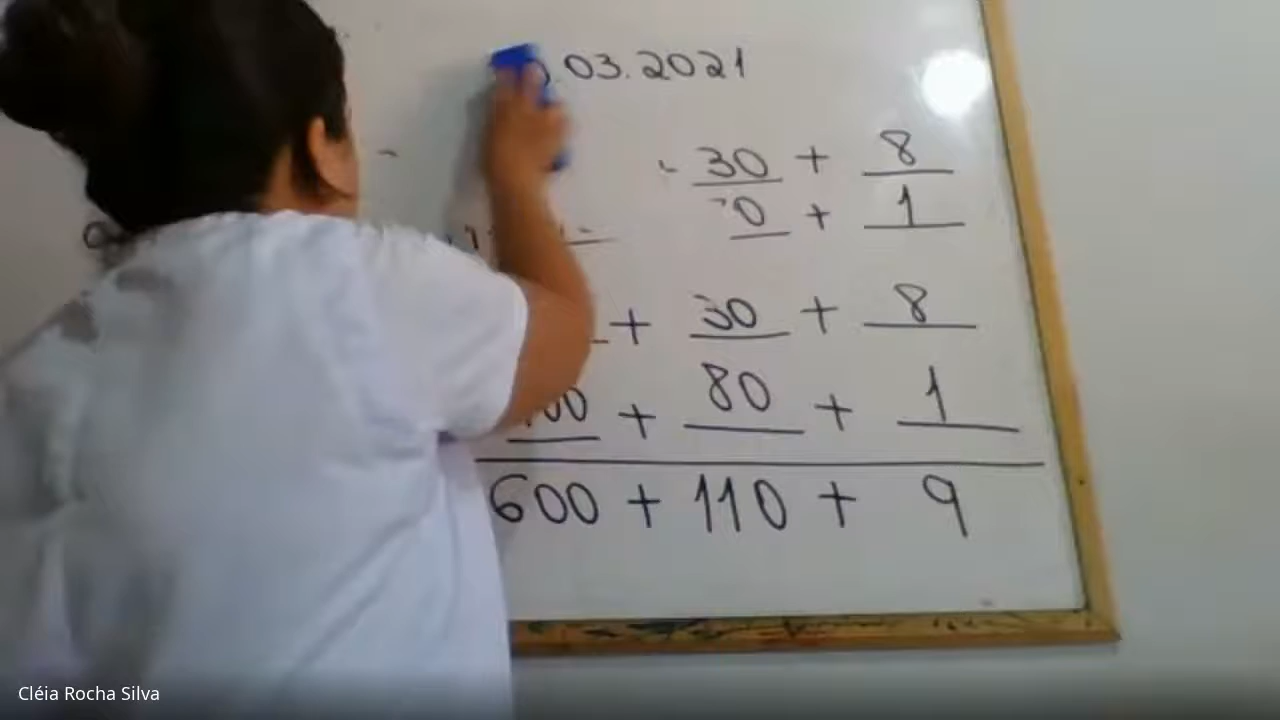 .03.2021
30 + 8
0 + 1
+ 30 + 8
00 + 80 + 1
600 + 110 + 9
Cléia Rocha Silva